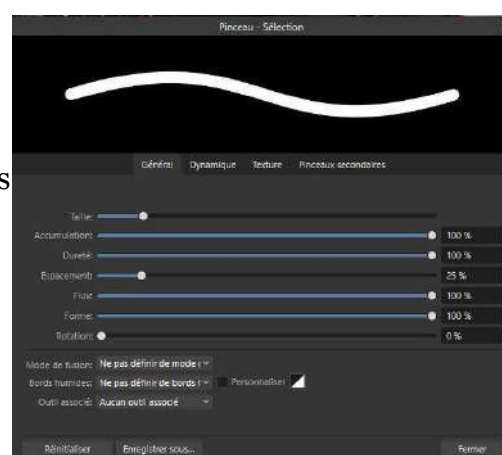 Pinceau - Sélection
Général Dynamique Texture Pinceaux secondaires
s
Taille:
Accumulation: 100 %
Dureté: 100 %
Espacement: 25 %
Flux: 100 %
Forme: 100 %
Rotation: 0 %
Mode de fusion: Ne pas définir de mode
Bords humides: Ne pas définir de bords Personnaliser
Outil associé: Aucun outil associé
Réinitialiser Enregistrer sous... Fermer